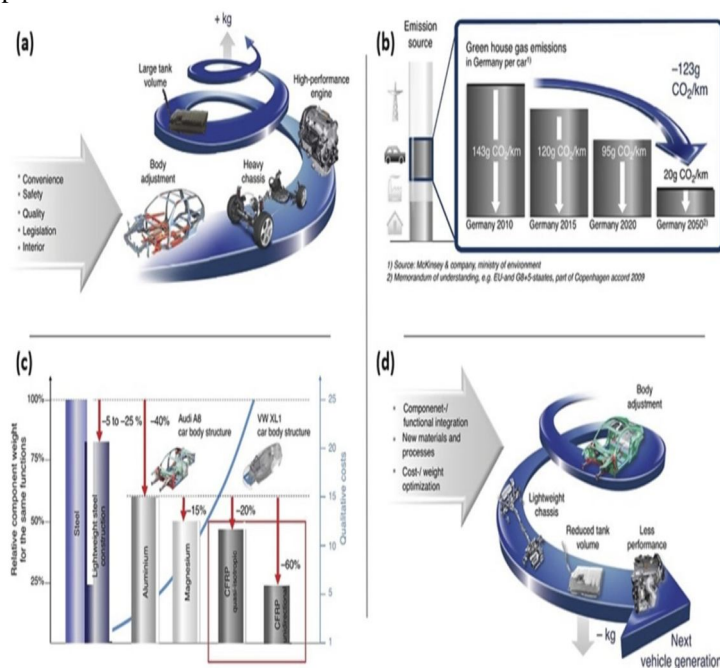 (a)
+ kg
Large tank
volume
High-performance
engine
Body
adjustment
Heavy
chassis
* Convenience
• Safety
• Quality
• Legislation
• Interior
(b)
Emission
source
Green house gas emissions
in Germany per car1)
–123g
CO2/km
143g CO2/km
120g CO2/km
95g CO2/km
20g CO2/km
Germany 2010
Germany 2015
Germany 2020
Germany 20502)
1) Source: McKinsey & company, ministry of environment
2) Memorandum of understanding, e.g. EU-and G8+5-staates, part of Copenhagen accord 2009
(c)
Relative component weight
for the same functions
100%
75%
50%
25%
–5 to –25 %
–40%
Audi A8
car body structure
VW XL1
car body structure
–15%
–20%
–60%
Steel
Lightweight steel
construction
Aluminium
Magnesium
CFRP
quasi-isotropic
CFRP
unidirectional
25
20
15
10
5
1
Qualitative costs
(d)
• Componenet-/
functional integration
• New materials and
processes
• Cost-/ weight
optimization
Body
adjustment
Lightweight
chassis
Reduced tank
volume
Less
performance
– kg
Next
vehicle generation